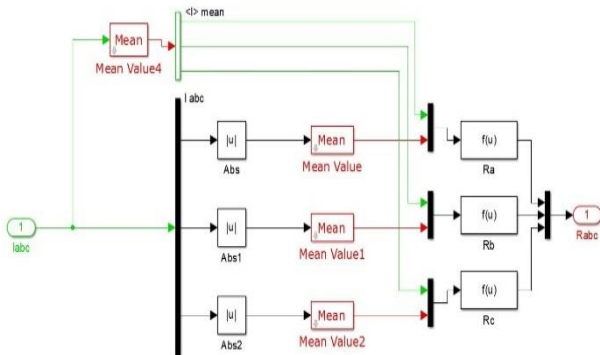 <I> mean
Mean
Mean Value4
I abc
|u|
Abs
Mean
Mean Value
f(u)
Ra
1
Iabc
|u|
Abs1
Mean
Mean Value1
f(u)
Rb
1
Rabc
|u|
Abs2
Mean
Mean Value2
f(u)
Rc